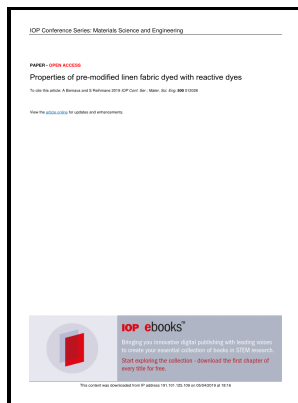 IOP Conference Series: Materials Science and Engineering
PAPER • OPEN ACCESS
Properties of pre-modified linen fabric dyed with reactive dyes
To cite this article: A Bernava and S Reihmane 2019 IOP Conf. Ser.: Mater. Sci. Eng. 500 012026
View the article online for updates and enhancements.
IOP ebooks™
Bringing you innovative digital publishing with leading voices
to create your essential collection of books in STEM research.
Start exploring the collection - download the first chapter of
every title for free.
This content was downloaded from IP address 181.101.120.109 on 05/04/2019 at 18:16